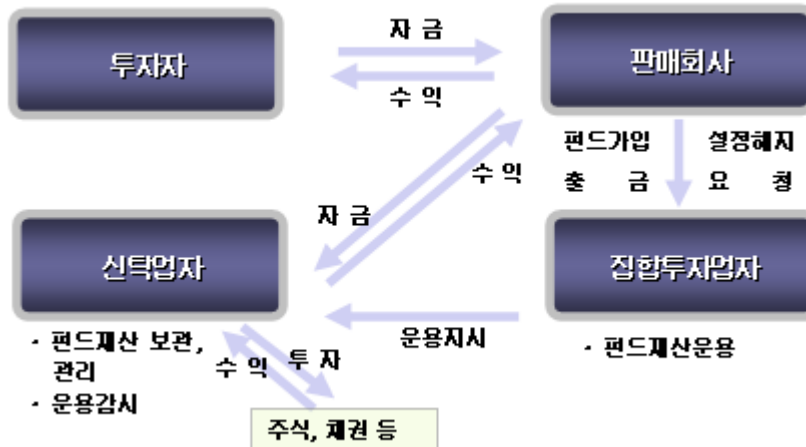 자 금
투자자
판매회사
수 익
펀드가입 설정해지
출 금 요 청
수 익
자 금
신탁업자
집합투자업자
운용지시
· 펀드재산 보관,
관리
· 운용감시
수 익
투 자
· 펀드재산운용
주식, 채권 등